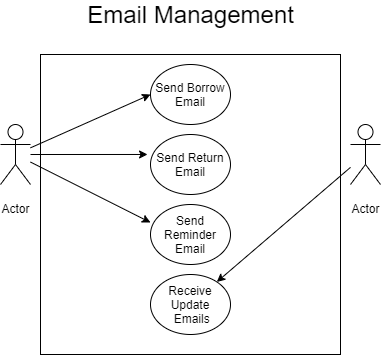 Email Management
Send Borrow
Email
Send Return
Email
Send
Reminder
Email
Receive
Update
Emails
Actor
Actor